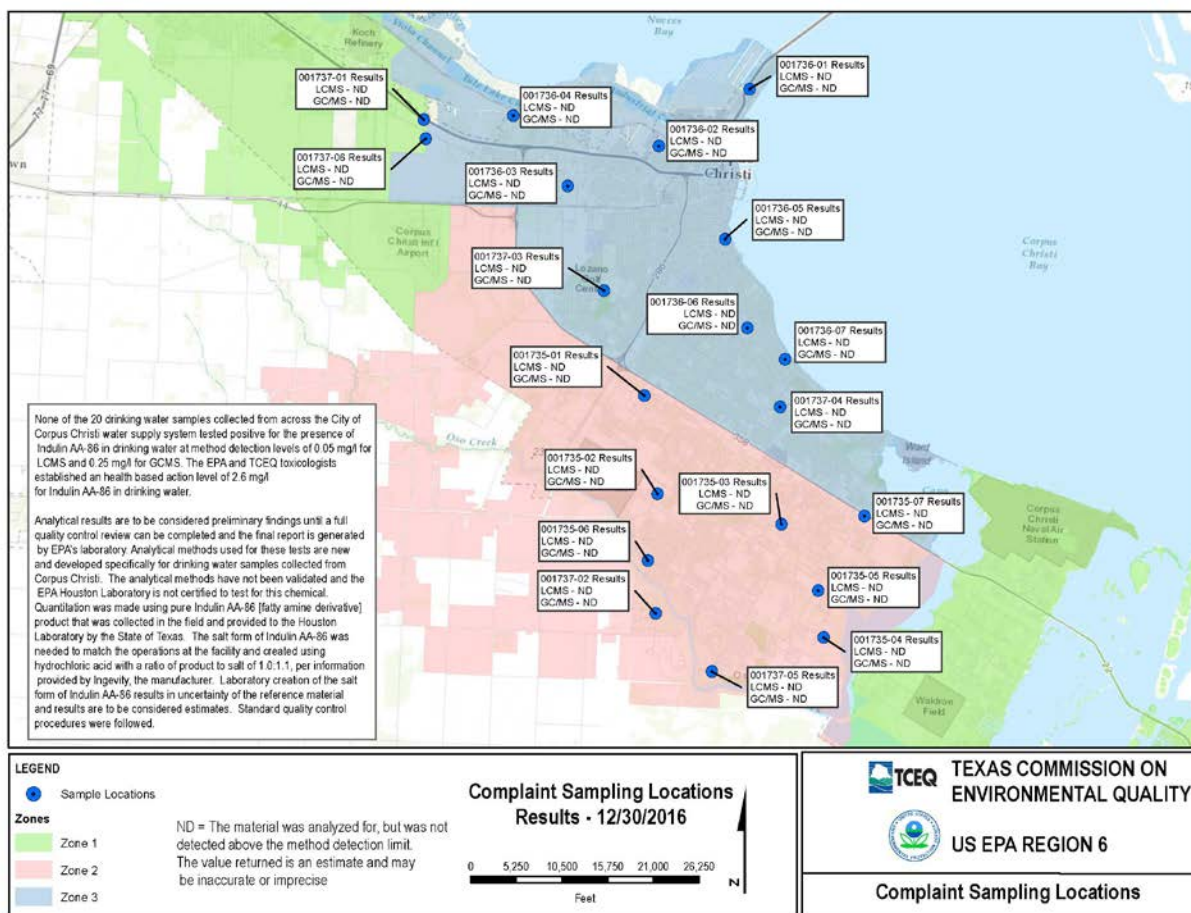 Koch
Refinery
Nueces
Bay
77-77-69
001737-01 Results
LCMS - ND
GC/MS - ND
001736-04 Results
LCMS - ND
GC/MS - ND
001736-01 Results
LCMS - ND
GC/MS - ND
001736-02 Results
LCMS - ND
GC/MS - ND
001737-06 Results
LCMS - ND
GC/MS - ND
001736-03 Results
LCMS - ND
GC/MS - ND
Christi
own
44
Corpus
Christi Int'l
Airport
001736-05 Results
LCMS - ND
GC/MS - ND
Corpus
Christi
Bay
001737-03 Results
LCMS - ND
GC/MS - ND
Lozano
Golf
Center
286
001736-06 Results
LCMS - ND
GC/MS - ND
001736-07 Results
LCMS - ND
GC/MS - ND
001735-01 Results
LCMS - ND
GC/MS - ND
001737-04 Results
LCMS - ND
GC/MS - ND
Oso Creek
358
Ward
Island
None of the 20 drinking water samples collected from across the City of
Corpus Christi water supply system tested positive for the presence of
Indulin AA-86 in drinking water at method detection levels of 0.05 mg/l for
LCMS and 0.25 mg/l for GCMS. The EPA and TCEQ toxicologists
established an health based action level of 2.6 mg/l
for Indulin AA-86 in drinking water.
Analytical results are to be considered preliminary findings until a full
quality control review can be completed and the final report is generated
by EPA's laboratory. Analytical methods used for these tests are new
and developed specifically for drinking water samples collected from
Corpus Christi. The analytical methods have not been validated and the
EPA Houston Laboratory is not certified to test for this chemical.
Quantitation was made using pure Indulin AA-86 [fatty amine derivative]
product that was collected in the field and provided to the Houston
Laboratory by the State of Texas. The salt form of Indulin AA-86 was
needed to match the operations at the facility and created using
hydrochloric acid with a ratio of product to salt of 1.0:1.1, per information
provided by Ingevity, the manufacturer. Laboratory creation of the salt
form of Indulin AA-86 results in uncertainty of the reference material
and results are to be considered estimates. Standard quality control
procedures were followed.
001735-02 Results
LCMS - ND
GC/MS - ND
001735-03 Results
LCMS - ND
GC/MS - ND
001735-07 Results
LCMS - ND
GC/MS - ND
Corpus
Christi
Naval Air
Station
001735-06 Results
LCMS - ND
GC/MS - ND
001737-02 Results
LCMS - ND
GC/MS - ND
001735-05 Results
LCMS - ND
GC/MS - ND
001735-04 Results
LCMS - ND
GC/MS - ND
001737-05 Results
LCMS - ND
GC/MS - ND
Waldron
Field
LEGEND
Sample Locations
Zones
Zone 1
Zone 2
Zone 3
ND = The material was analyzed for, but was not
detected above the method detection limit.
The value returned is an estimate and may
be inaccurate or imprecise
Complaint Sampling Locations
Results - 12/30/2016
0 5,250 10,500 15,750 21,000 26,250
Feet
N
TCEQ
TEXAS COMMISSION ON
ENVIRONMENTAL QUALITY
US EPA REGION 6
Complaint Sampling Locations